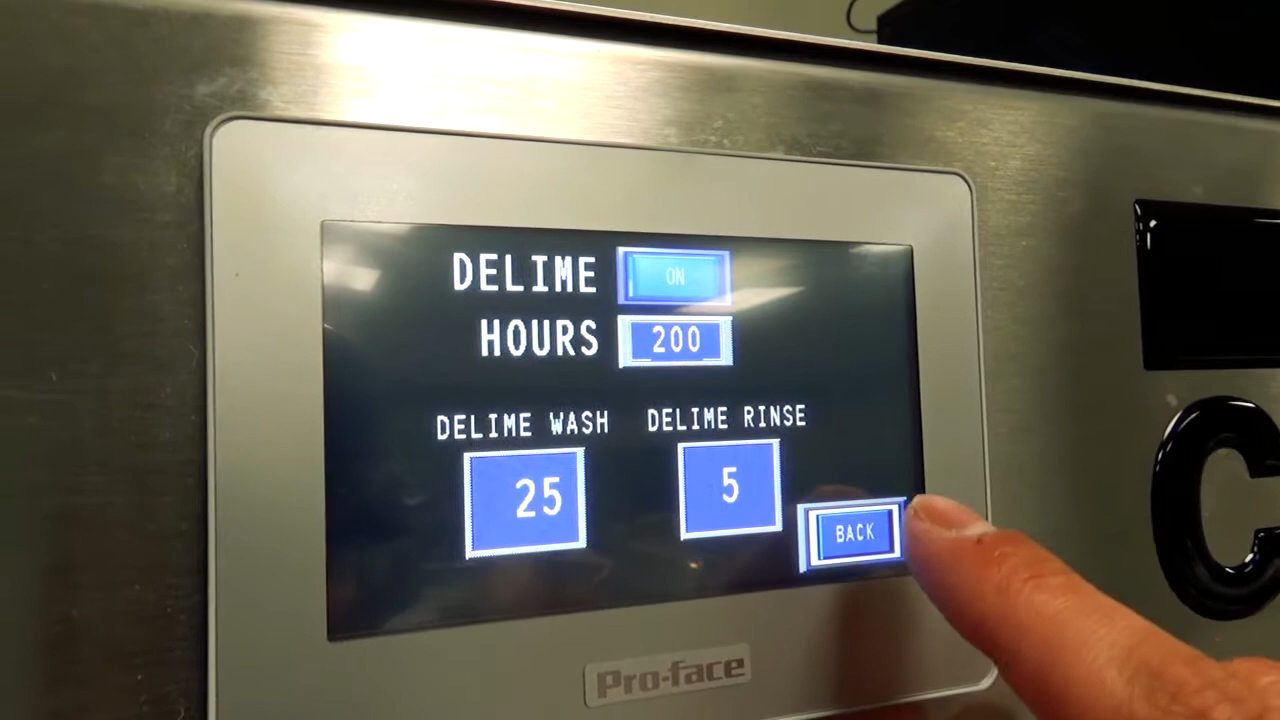 DELIME ON
HOURS 200
DELIME WASH DELIME RINSE
25 5
BACK
Pro-face
C